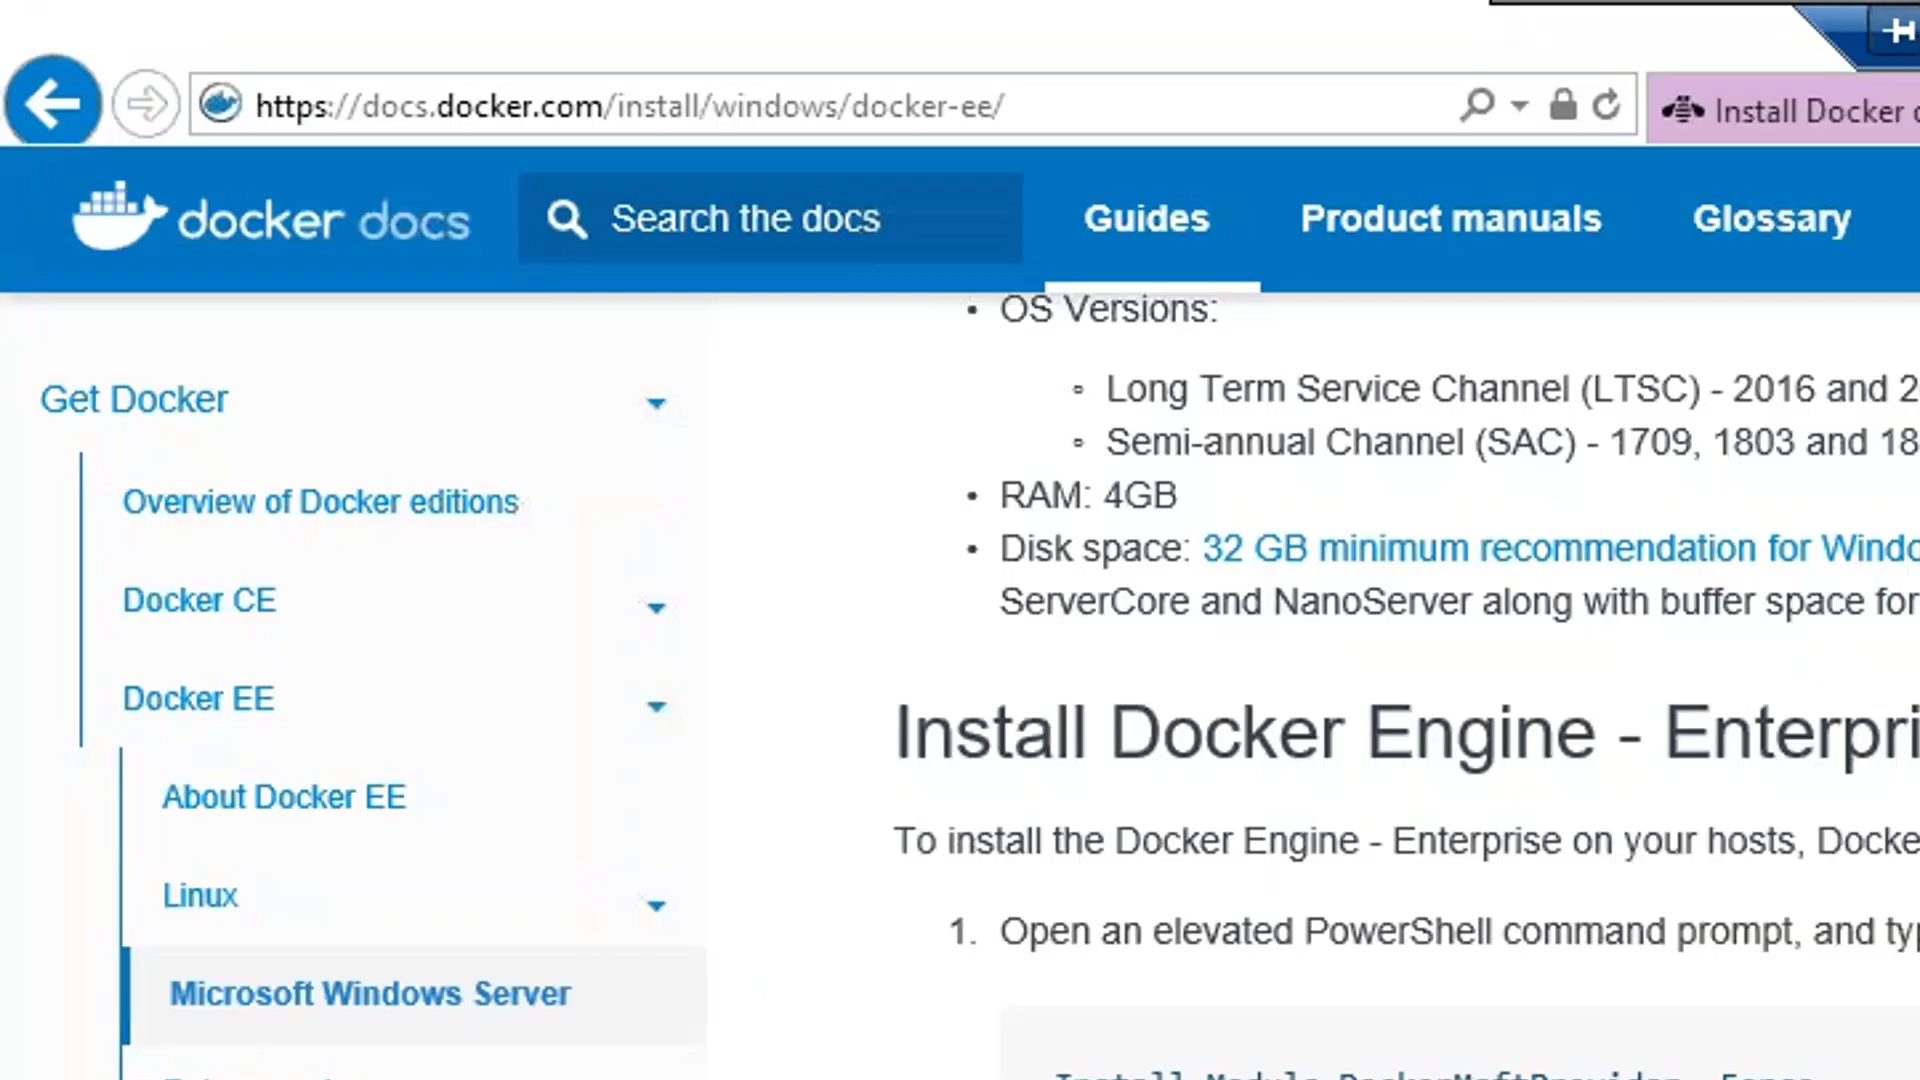 https://docs.docker.com/install/windows/docker-ee/
Install Docker
docker docs
Search the docs
Guides
Product manuals
Glossary
• OS Versions:
Get Docker
◦ Long Term Service Channel (LTSC) - 2016 and
◦ Semi-annual Channel (SAC) - 1709, 1803 and
• RAM: 4GB
Overview of Docker editions
• Disk space: 32 GB minimum recommendation for
ServerCore and NanoServer along with buffer space for
Docker CE
Docker EE
Install Docker Engine -
About Docker EE
To install the Docker Engine - Enterprise on your hosts,
Linux
1. Open an elevated PowerShell command prompt, and
Microsoft Windows Server